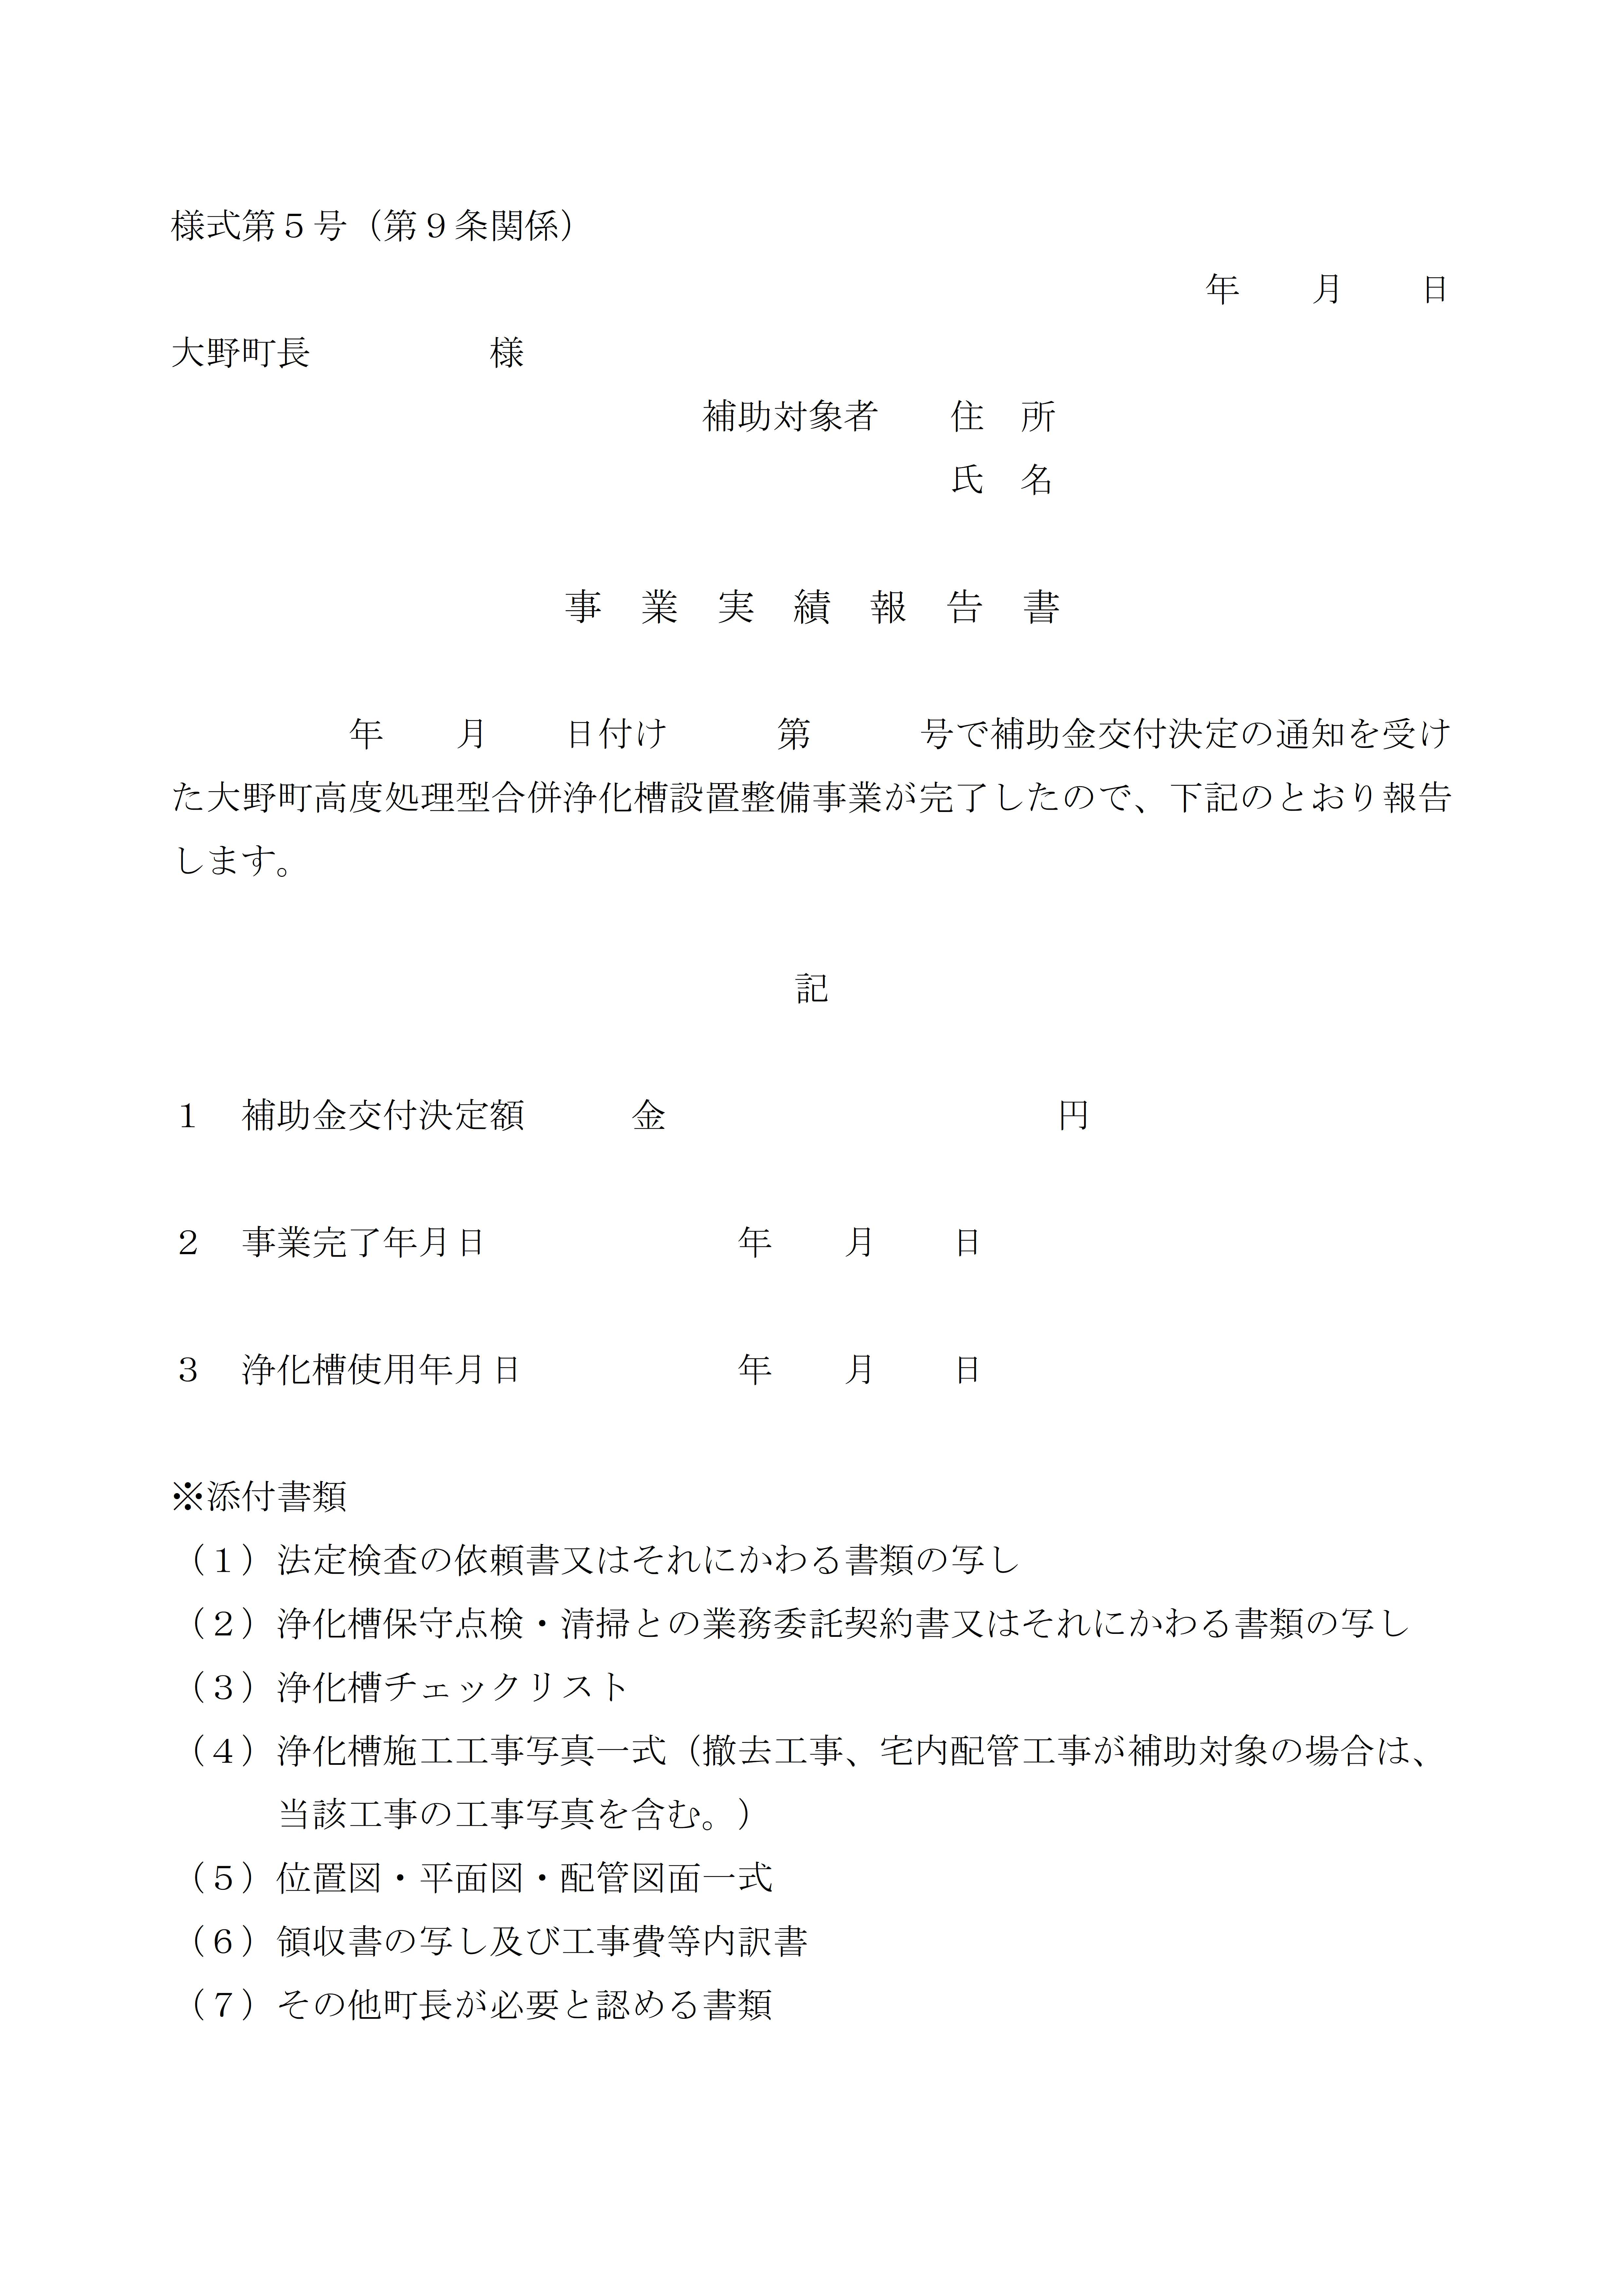 様式第５号（第９条関係）
年　　月　　日
大野町長　　　　　様
補助対象者　　住　所
氏　名
事　業　実　績　報　告　書
年　　月　　日付け　　　第　　　号で補助金交付決定の通知を受け
た大野町高度処理型合併浄化槽設置整備事業が完了したので、下記のとおり報告
します。
記
１　補助金交付決定額　　　金　　　　　　　　　　　円
２　事業完了年月日　　　　　　　年　　月　　日
３　浄化槽使用年月日　　　　　　年　　月　　日
※添付書類
（１）法定検査の依頼書又はそれにかわる書類の写し
（２）浄化槽保守点検・清掃との業務委託契約書又はそれにかわる書類の写し
（３）浄化槽チェックリスト
（４）浄化槽施工工事写真一式（撤去工事、宅内配管工事が補助対象の場合は、
当該工事の工事写真を含む。）
（５）位置図・平面図・配管図面一式
（６）領収書の写し及び工事費等内訳書
（７）その他町長が必要と認める書類